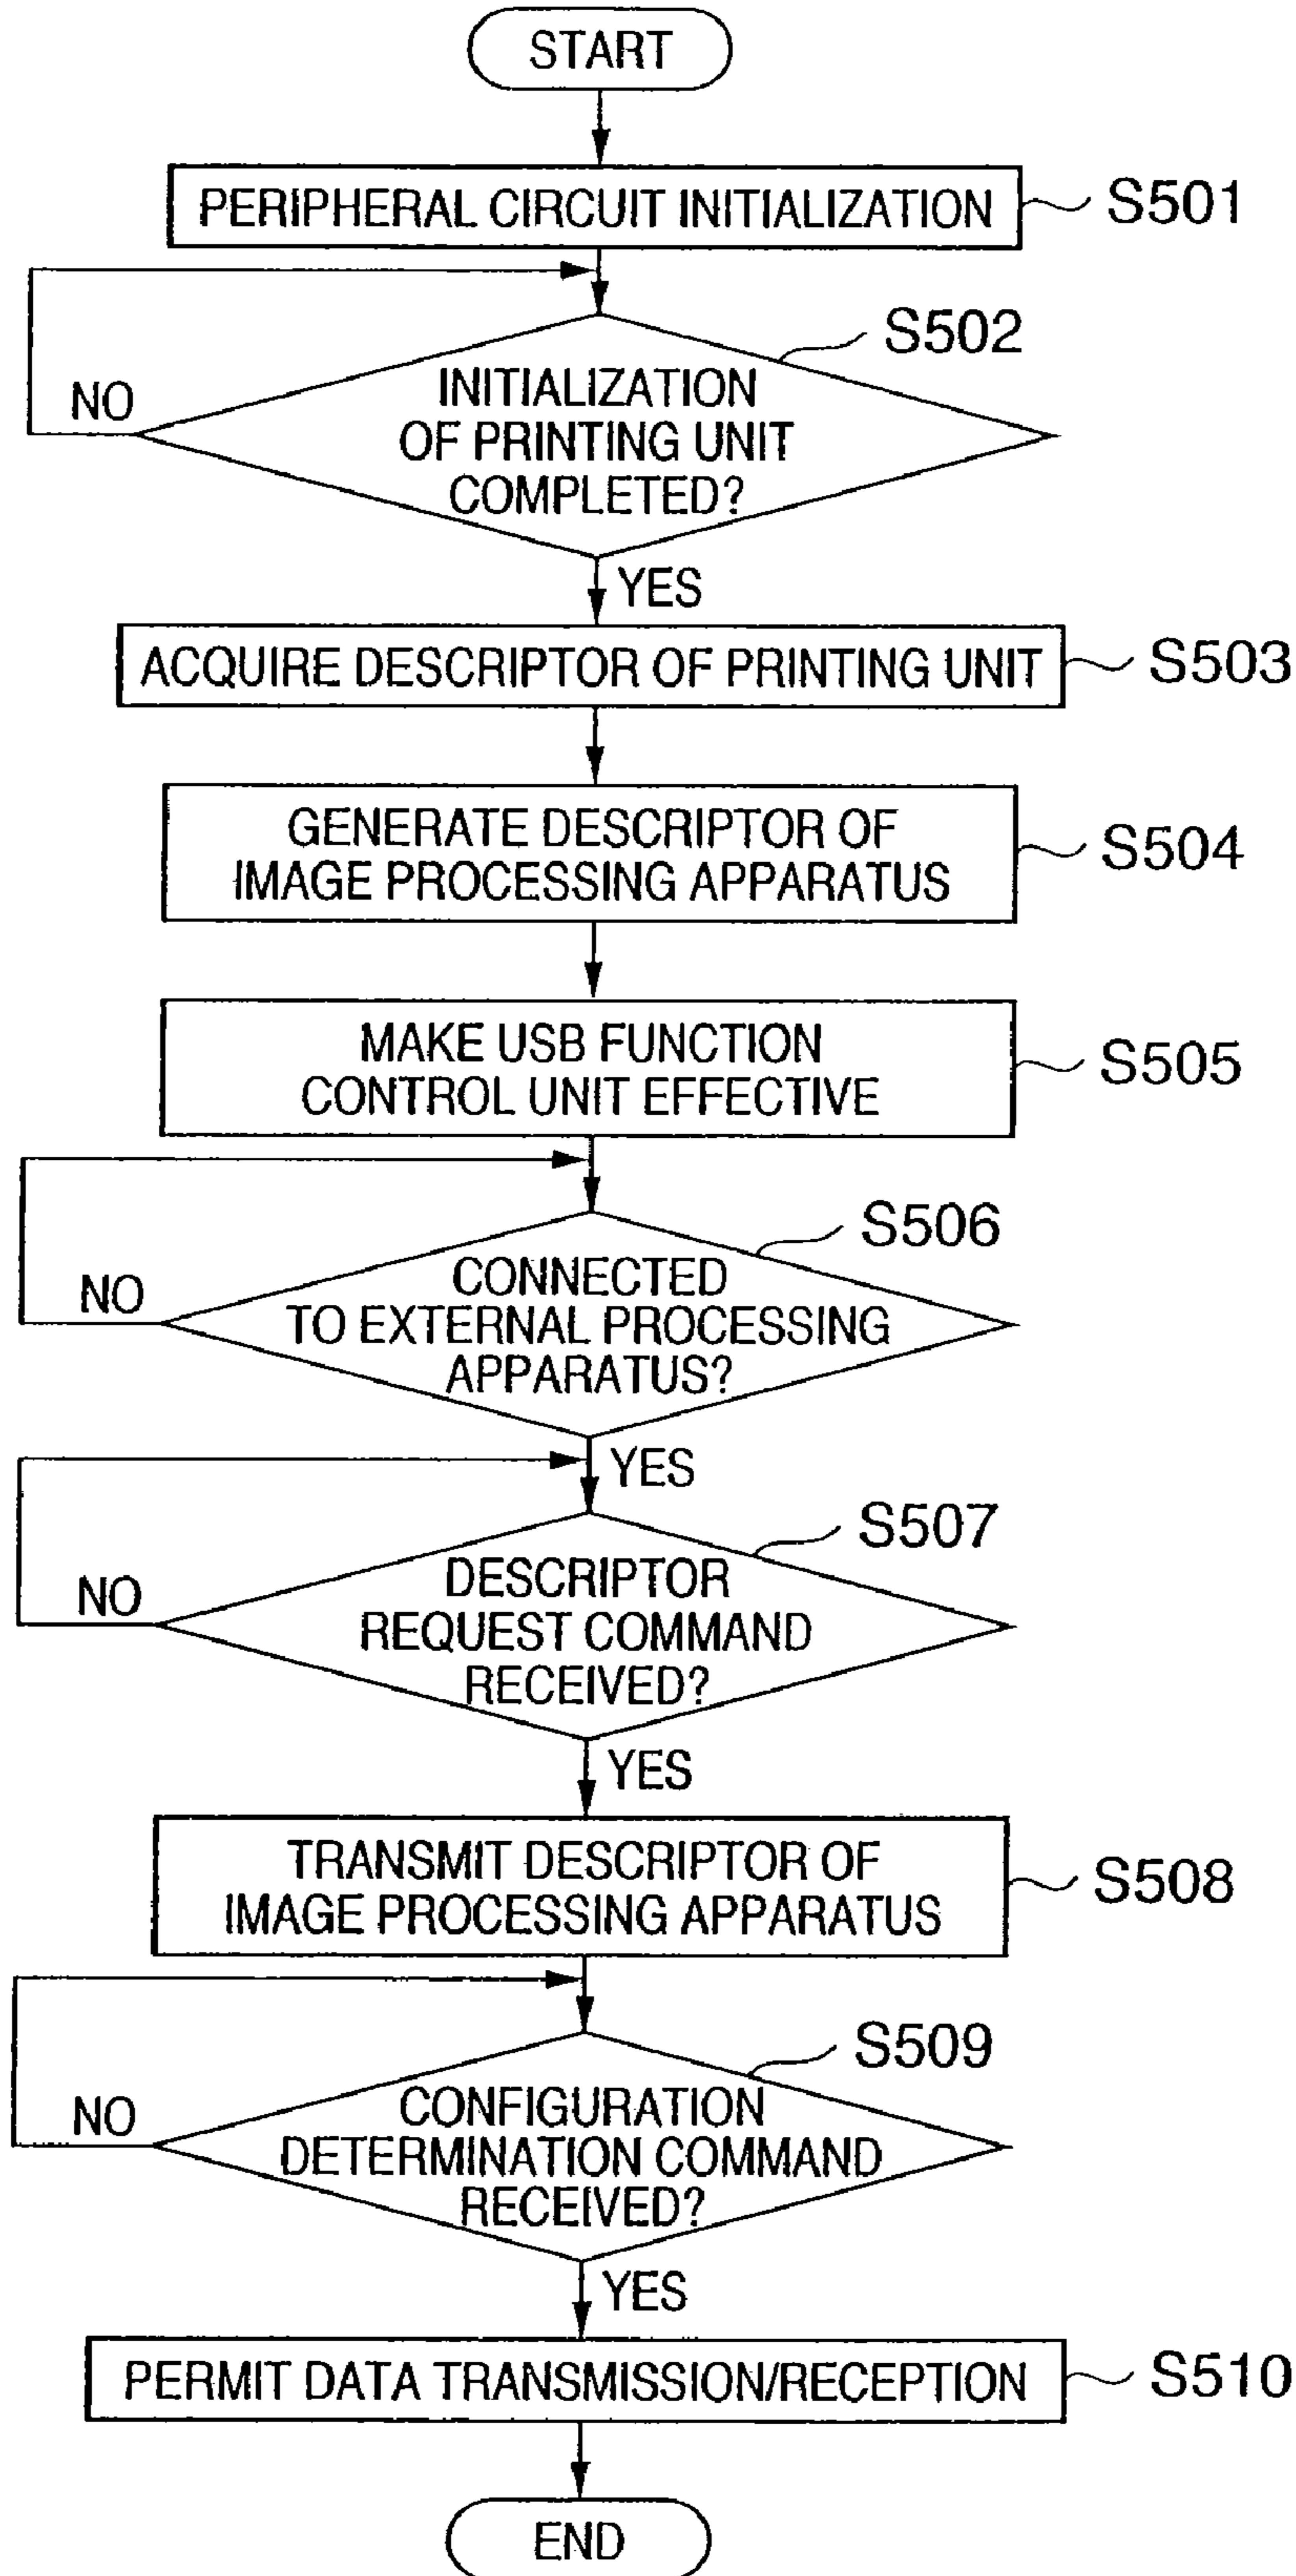 START
PERIPHERAL CIRCUIT INITIALIZATION
S501
S502
INITIALIZATION
OF PRINTING UNIT
COMPLETED?
NO
YES
ACQUIRE DESCRIPTOR OF PRINTING UNIT
S503
GENERATE DESCRIPTOR OF
IMAGE PROCESSING APPARATUS
S504
MAKE USB FUNCTION
CONTROL UNIT EFFECTIVE
S505
S506
CONNECTED
TO EXTERNAL PROCESSING
APPARATUS?
NO
YES
S507
DESCRIPTOR
REQUEST COMMAND
RECEIVED?
NO
YES
TRANSMIT DESCRIPTOR OF
IMAGE PROCESSING APPARATUS
S508
S509
CONFIGURATION
DETERMINATION COMMAND
RECEIVED?
NO
YES
PERMIT DATA TRANSMISSION/RECEPTION
S510
END